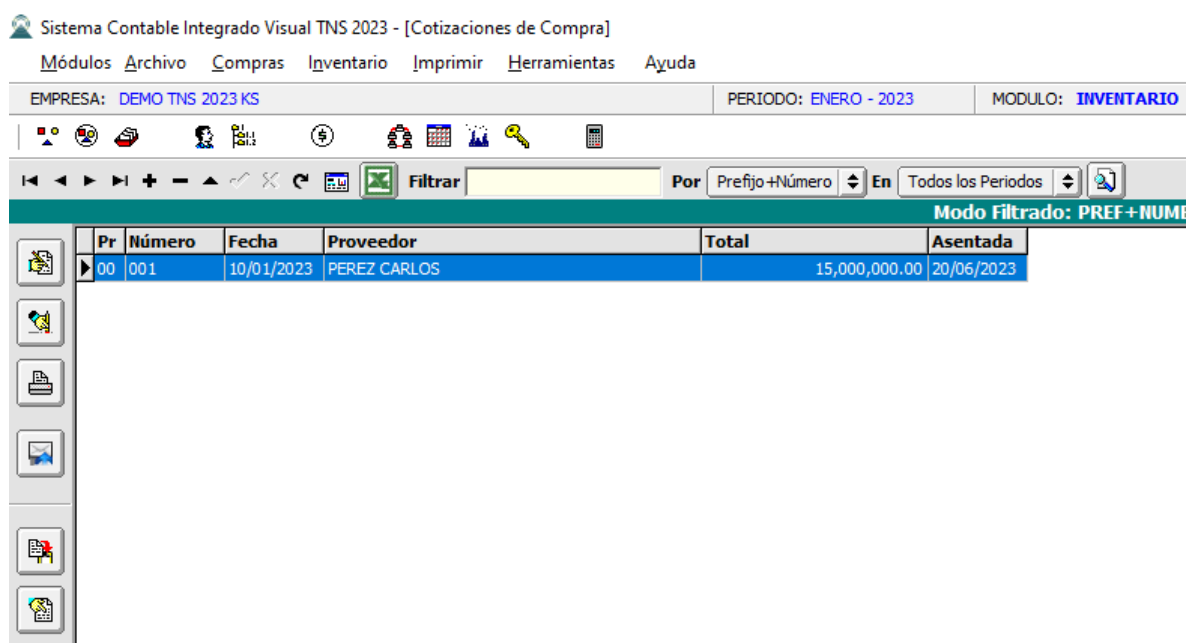 Sistema Contable Integrado Visual TNS 2023 - [Cotizaciones de Compra]
Módulos Archivo Compras Inventario Imprimir Herramientas Ayuda
EMPRESA: DEMO TNS 2023 KS PERIODO: ENERO - 2023 MODULO: INVENTARIO
Filtrar Por Prefijo+Número En Todos los Periodos
Modo Filtrado: PREF+NUME
Pr Número Fecha Proveedor Total Asentada
00 001 10/01/2023 PEREZ CARLOS 15,000,000.00 20/06/2023